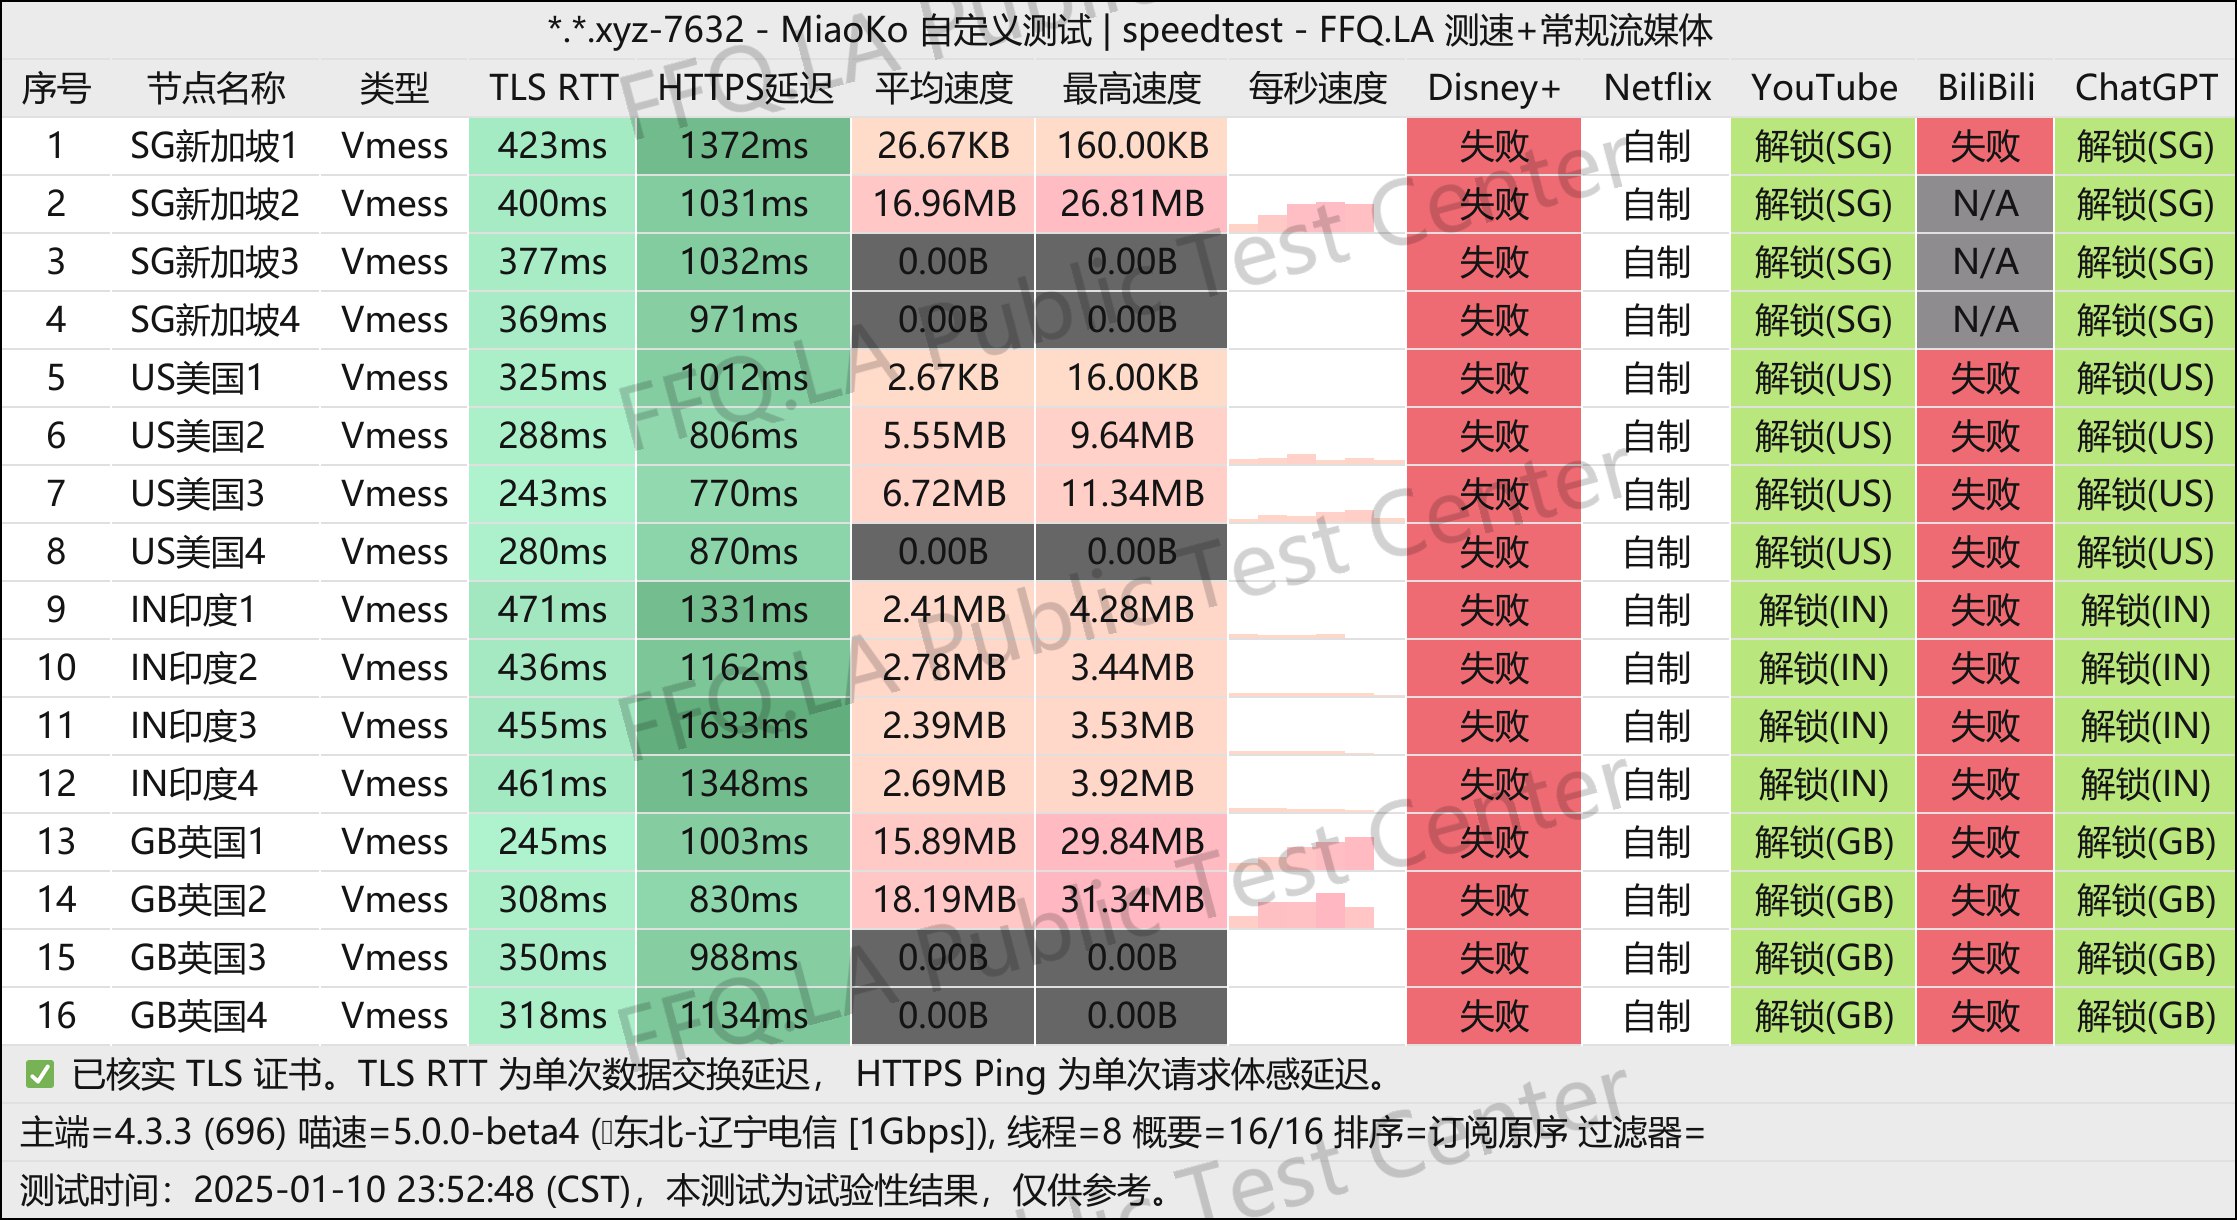 *.*.xyz-7632 - MiaoKo 自定义测试 | speedtest - FFQ.LA 测速+常规流媒体
序号 节点名称 类型 TLS RTT HTTPS延迟 平均速度 最高速度 每秒速度 Disney+ Netflix YouTube BiliBili ChatGPT
1 SG新加坡1 Vmess 423ms 1372ms 26.67KB 160.00KB 失败 自制 解锁(SG) 失败 解锁(SG)
2 SG新加坡2 Vmess 400ms 1031ms 16.96MB 26.81MB 失败 自制 解锁(SG) N/A 解锁(SG)
3 SG新加坡3 Vmess 377ms 1032ms 0.00B 0.00B 失败 自制 解锁(SG) N/A 解锁(SG)
4 SG新加坡4 Vmess 369ms 971ms 0.00B 0.00B 失败 自制 解锁(SG) N/A 解锁(SG)
5 US美国1 Vmess 325ms 1012ms 2.67KB 16.00KB 失败 自制 解锁(US) 失败 解锁(US)
6 US美国2 Vmess 288ms 806ms 5.55MB 9.64MB 失败 自制 解锁(US) 失败 解锁(US)
7 US美国3 Vmess 243ms 770ms 6.72MB 11.34MB 失败 自制 解锁(US) 失败 解锁(US)
8 US美国4 Vmess 280ms 870ms 0.00B 0.00B 失败 自制 解锁(US) 失败 解锁(US)
9 IN印度1 Vmess 471ms 1331ms 2.41MB 4.28MB 失败 自制 解锁(IN) 失败 解锁(IN)
10 IN印度2 Vmess 436ms 1162ms 2.78MB 3.44MB 失败 自制 解锁(IN) 失败 解锁(IN)
11 IN印度3 Vmess 455ms 1633ms 2.39MB 3.53MB 失败 自制 解锁(IN) 失败 解锁(IN)
12 IN印度4 Vmess 461ms 1348ms 2.69MB 3.92MB 失败 自制 解锁(IN) 失败 解锁(IN)
13 GB英国1 Vmess 245ms 1003ms 15.89MB 29.84MB 失败 自制 解锁(GB) 失败 解锁(GB)
14 GB英国2 Vmess 308ms 830ms 18.19MB 31.34MB 失败 自制 解锁(GB) 失败 解锁(GB)
15 GB英国3 Vmess 350ms 988ms 0.00B 0.00B 失败 自制 解锁(GB) 失败 解锁(GB)
16 GB英国4 Vmess 318ms 1134ms 0.00B 0.00B 失败 自制 解锁(GB) 失败 解锁(GB)
✅ 已核实 TLS 证书。TLS RTT 为单次数据交换延迟， HTTPS Ping 为单次请求体感延迟。
主端=4.3.3 (696) 喵速=5.0.0-beta4 (东北-辽宁电信 [1Gbps]), 线程=8 概要=16/16 排序=订阅原序 过滤器=
测试时间：2025-01-10 23:52:48 (CST)，本测试为试验性结果，仅供参考。
FFQ.LA Public Test Center
FFQ.LA Public Test Center
FFQ.LA Public Test Center
FFQ.LA Public Test Center